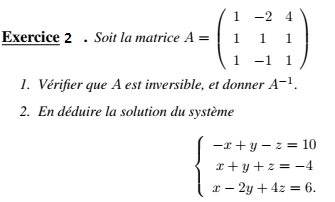 Exercice 2 . Soit la matrice A = ( 1 −2 4
1 1 1
1 −1 1 )
1. Vérifier que A est inversible, et donner A⁻¹.
2. En déduire la solution du système
{ −x + y − z = 10
x + y + z = −4
x − 2y + 4z = 6.